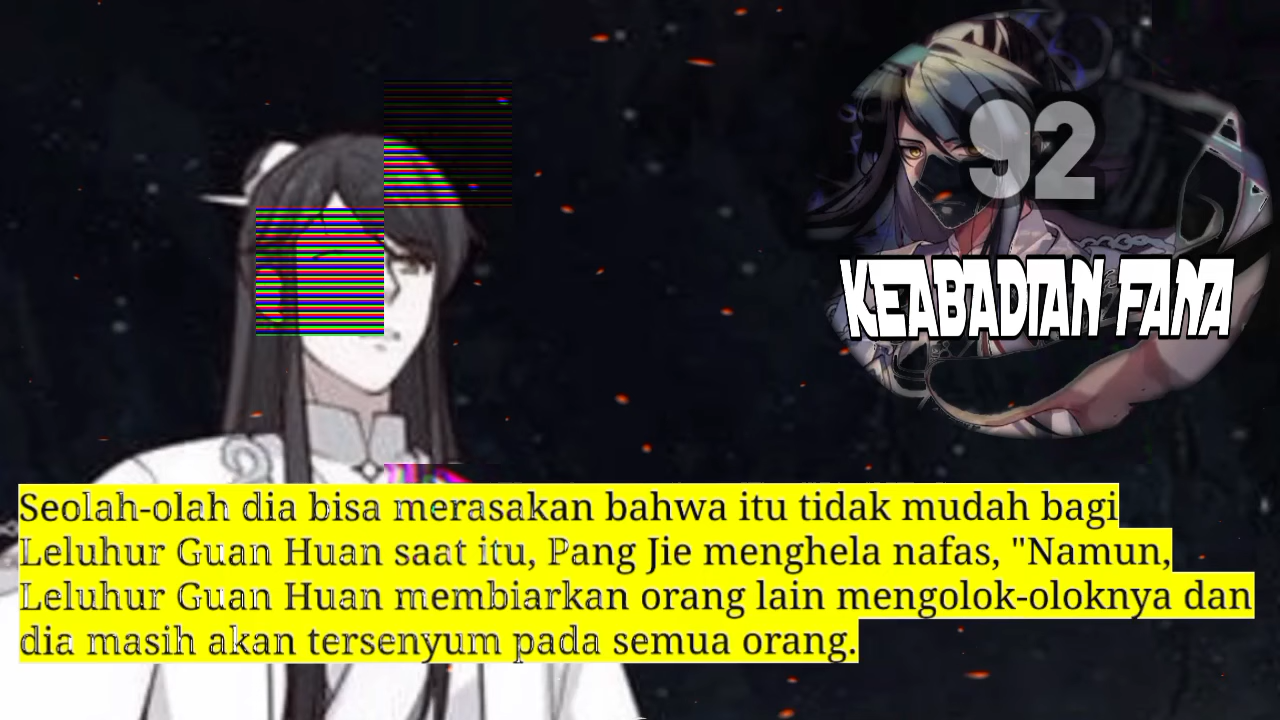 92
KEABADIAN FANA
Seolah-olah dia bisa merasakan bahwa itu tidak mudah bagi
Leluhur Guan Huan saat itu, Pang Jie menghela nafas, "Namun,
Leluhur Guan Huan membiarkan orang lain mengolok-oloknya dan
dia masih akan tersenyum pada semua orang.